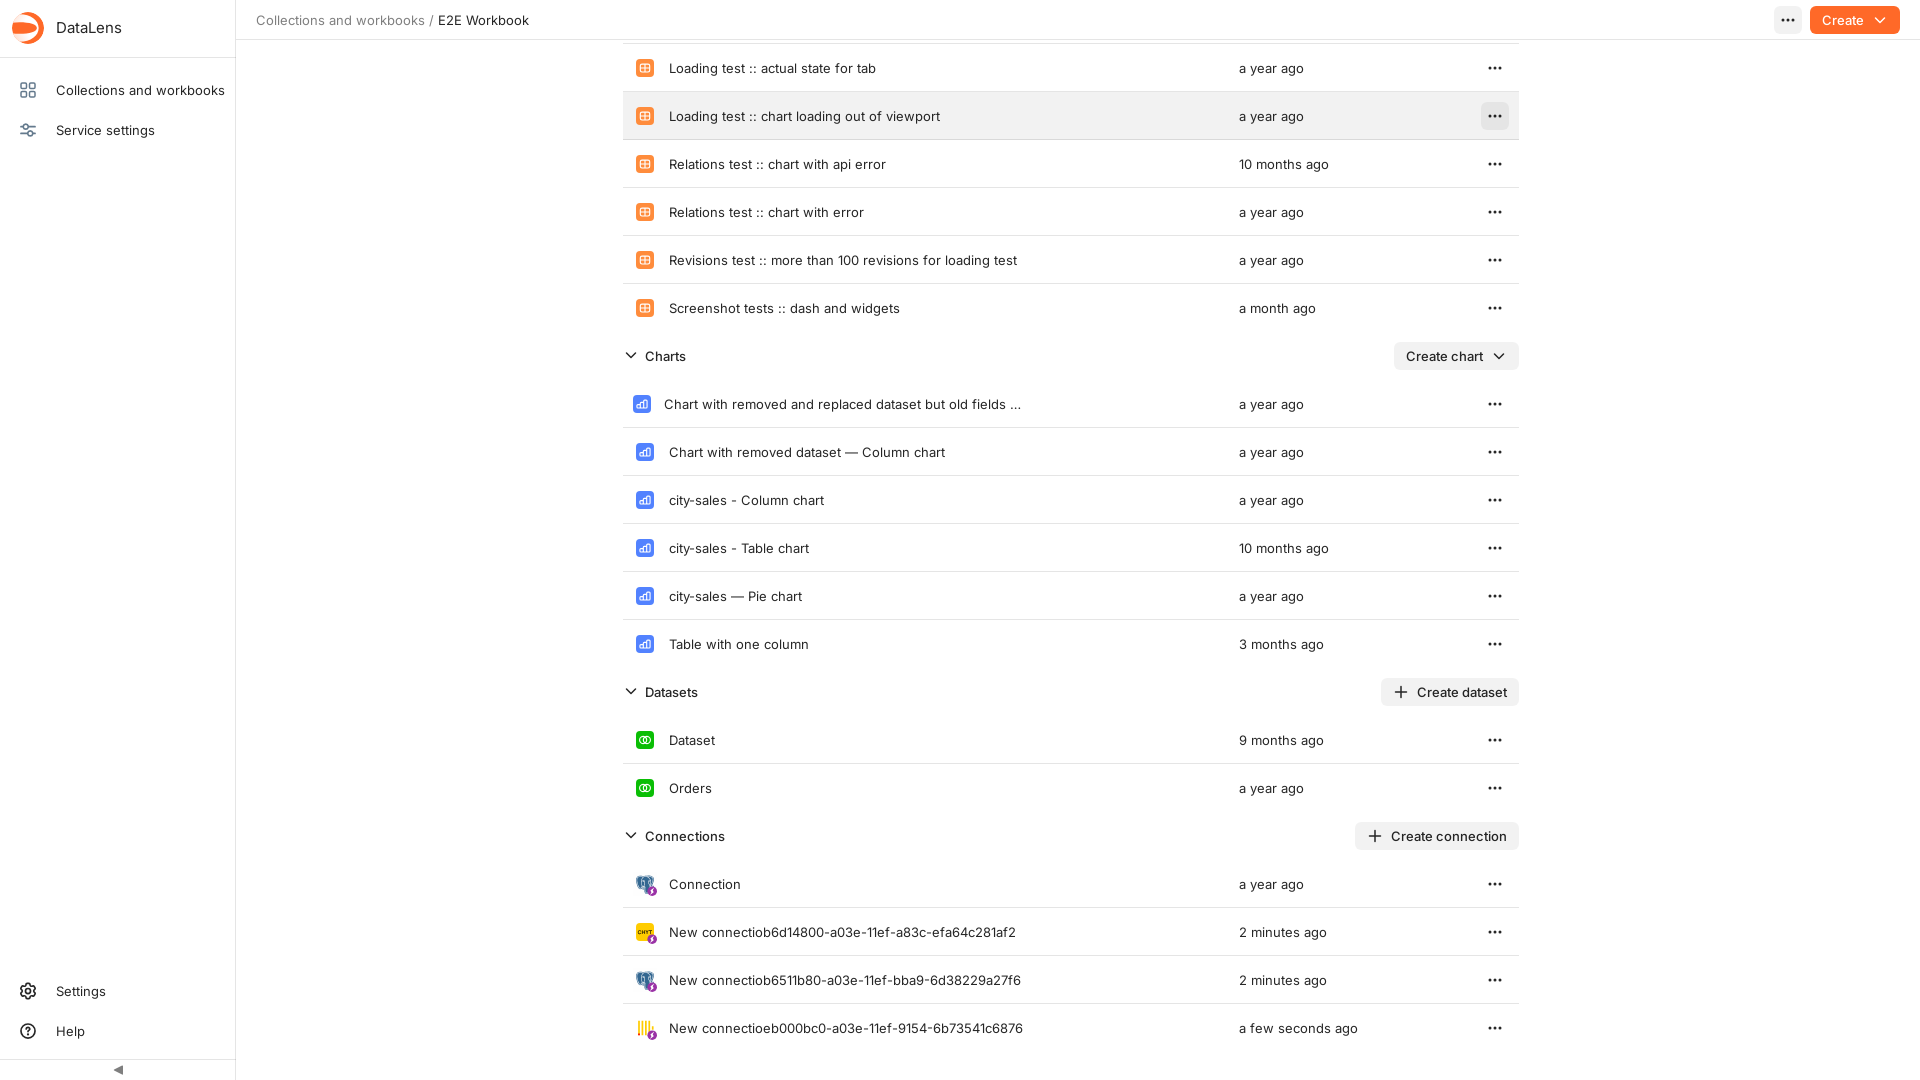 DataLens
Collections and workbooks / E2E Workbook
Create
Collections and workbooks
Service settings
Loading test :: actual state for tab a year ago
Loading test :: chart loading out of viewport a year ago
Relations test :: chart with api error 10 months ago
Relations test :: chart with error a year ago
Revisions test :: more than 100 revisions for loading test a year ago
Screenshot tests :: dash and widgets a month ago
Charts Create chart
Chart with removed and replaced dataset but old fields ... a year ago
Chart with removed dataset — Column chart a year ago
city-sales - Column chart a year ago
city-sales - Table chart 10 months ago
city-sales — Pie chart a year ago
Table with one column 3 months ago
Datasets Create dataset
Dataset 9 months ago
Orders a year ago
Connections Create connection
Connection a year ago
CHYT New connectiob6d14800-a03e-11ef-a83c-efa64c281af2 2 minutes ago
New connectiob6511b80-a03e-11ef-bba9-6d38229a27f6 2 minutes ago
New connectioeb000bc0-a03e-11ef-9154-6b73541c6876 a few seconds ago
Settings
Help